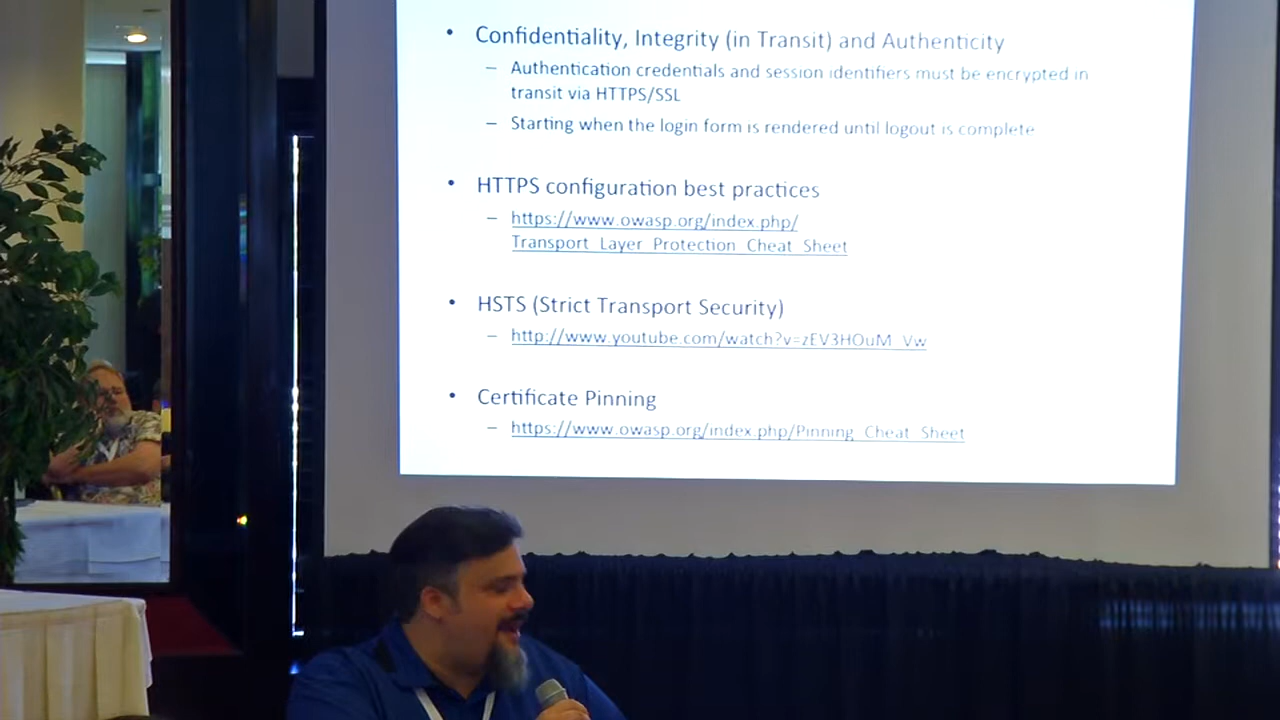 • Confidentiality, Integrity (in Transit) and Authenticity
– Authentication credentials and session identifiers must be encrypted in
transit via HTTPS/SSL
– Starting when the login form is rendered until logout is complete
• HTTPS configuration best practices
– https://www.owasp.org/index.php/
Transport_Layer_Protection_Cheat_Sheet
• HSTS (Strict Transport Security)
– http://www.youtube.com/watch?v=zEV3HOuM_Vw
• Certificate Pinning
– https://www.owasp.org/index.php/Pinning_Cheat_Sheet